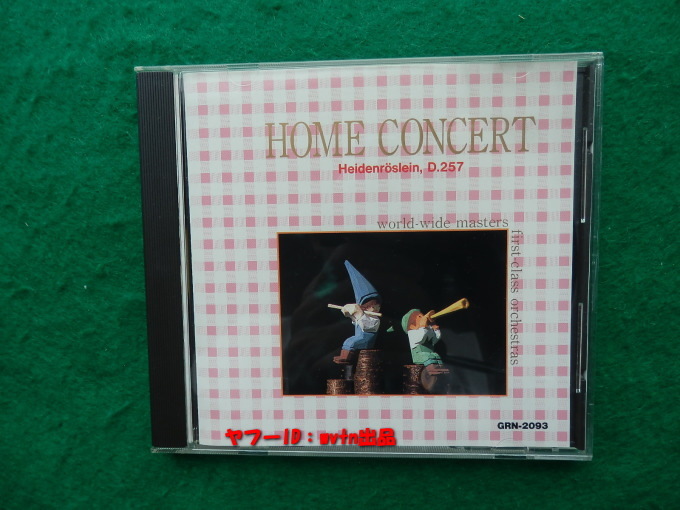 HOME CONCERT
Heidenröslein, D.257
world-wide masters
first-class orchestras
GRN-2093
ヤフーID：mvtn出品